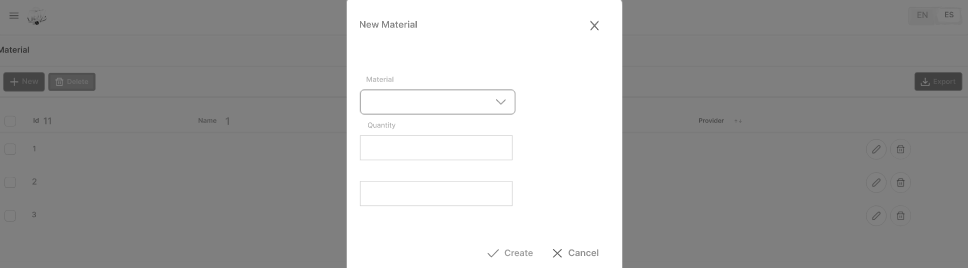 EN ES
New Material
Material
New Delete
Export
Material
Id 11 Name 1 Provider
Quantity
1
2
3
Create Cancel